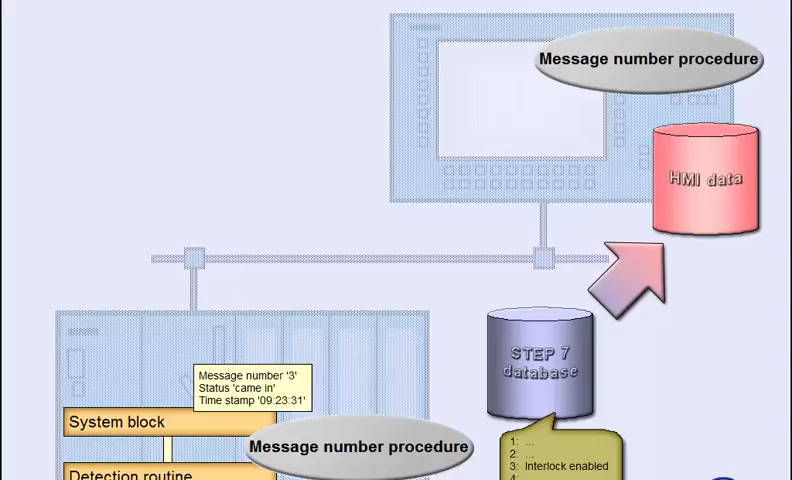 Message number procedure
HMI data
STEP 7
database
Message number '3'
Status 'came in'
Time stamp '09:23:31'
System block
Message number procedure
Detection routine
1: ...
2: ...
3: Interlock enabled
4: